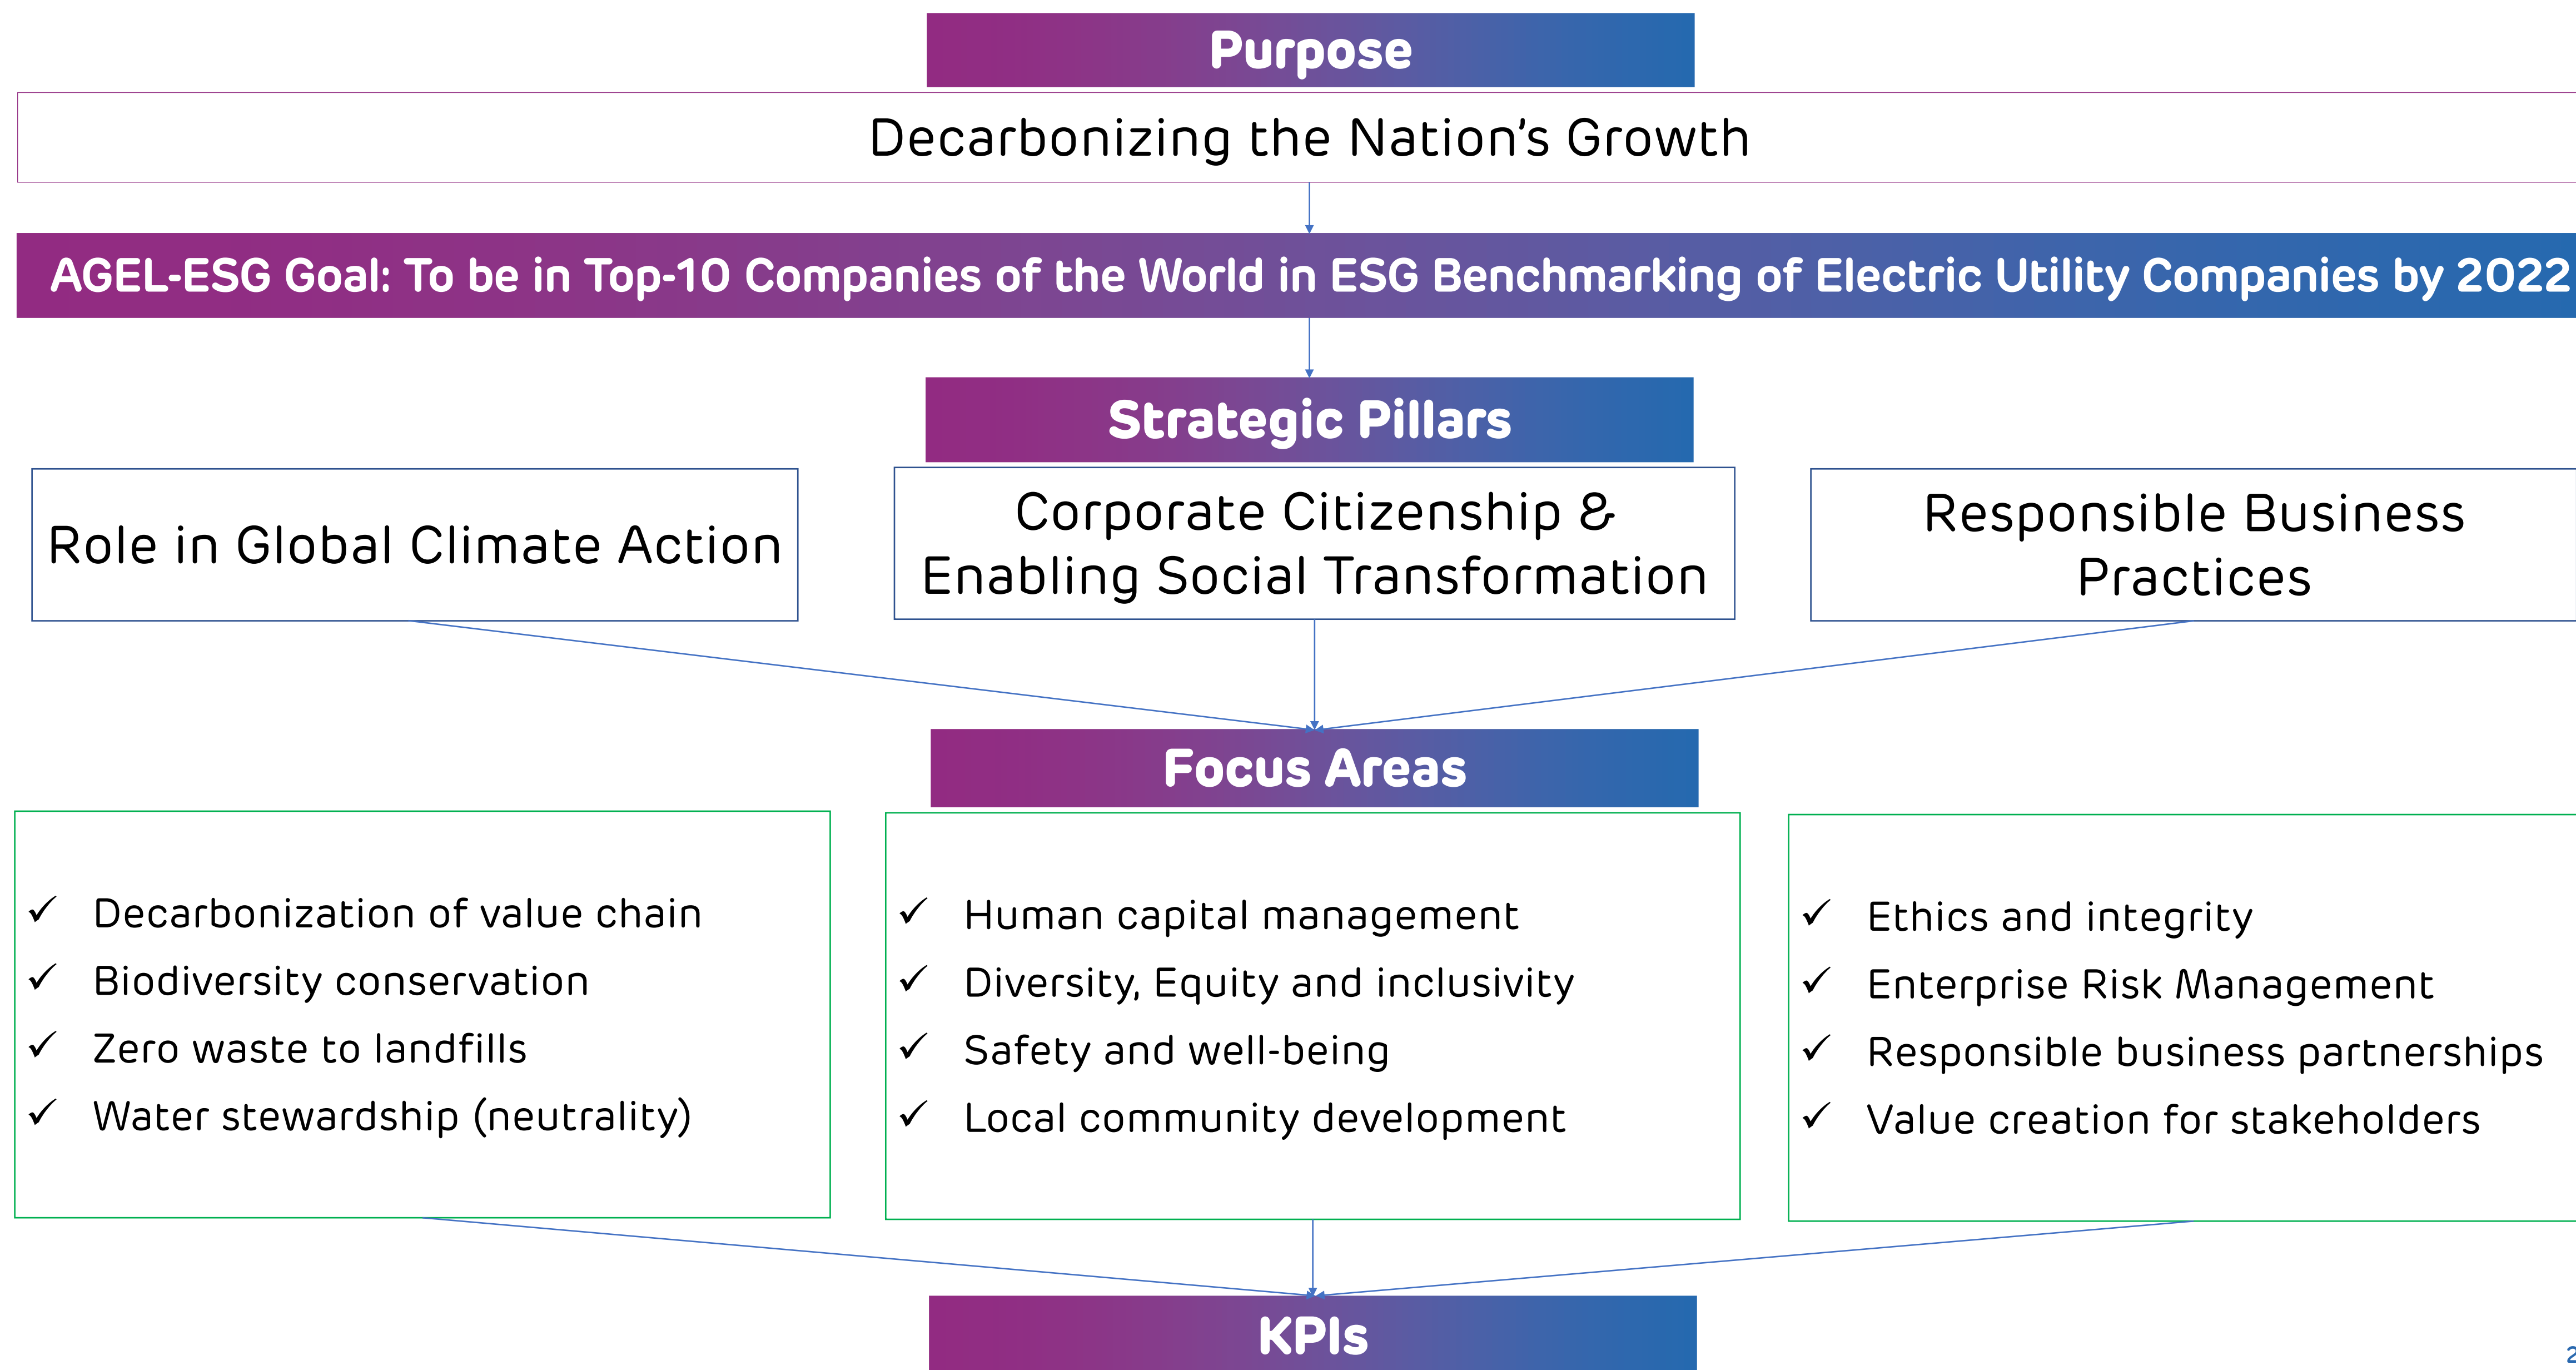 Purpose
Decarbonizing the Nation’s Growth
AGEL-ESG Goal: To be in Top-10 Companies of the World in ESG Benchmarking of Electric Utility Companies by 2022
Strategic Pillars
Role in Global Climate Action
Corporate Citizenship &
Enabling Social Transformation
Responsible Business
Practices
Focus Areas
✓ Decarbonization of value chain
✓ Biodiversity conservation
✓ Zero waste to landfills
✓ Water stewardship (neutrality)
✓ Human capital management
✓ Diversity, Equity and inclusivity
✓ Safety and well-being
✓ Local community development
✓ Ethics and integrity
✓ Enterprise Risk Management
✓ Responsible business partnerships
✓ Value creation for stakeholders
KPIs